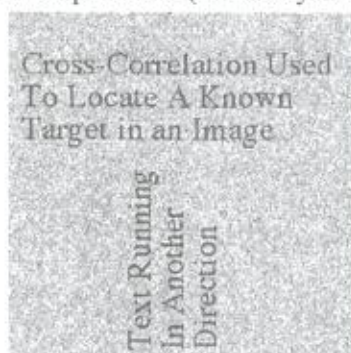 Cross-Correlation Used
To Locate A Known
Target in an Image
Text Running
In Another
Direction